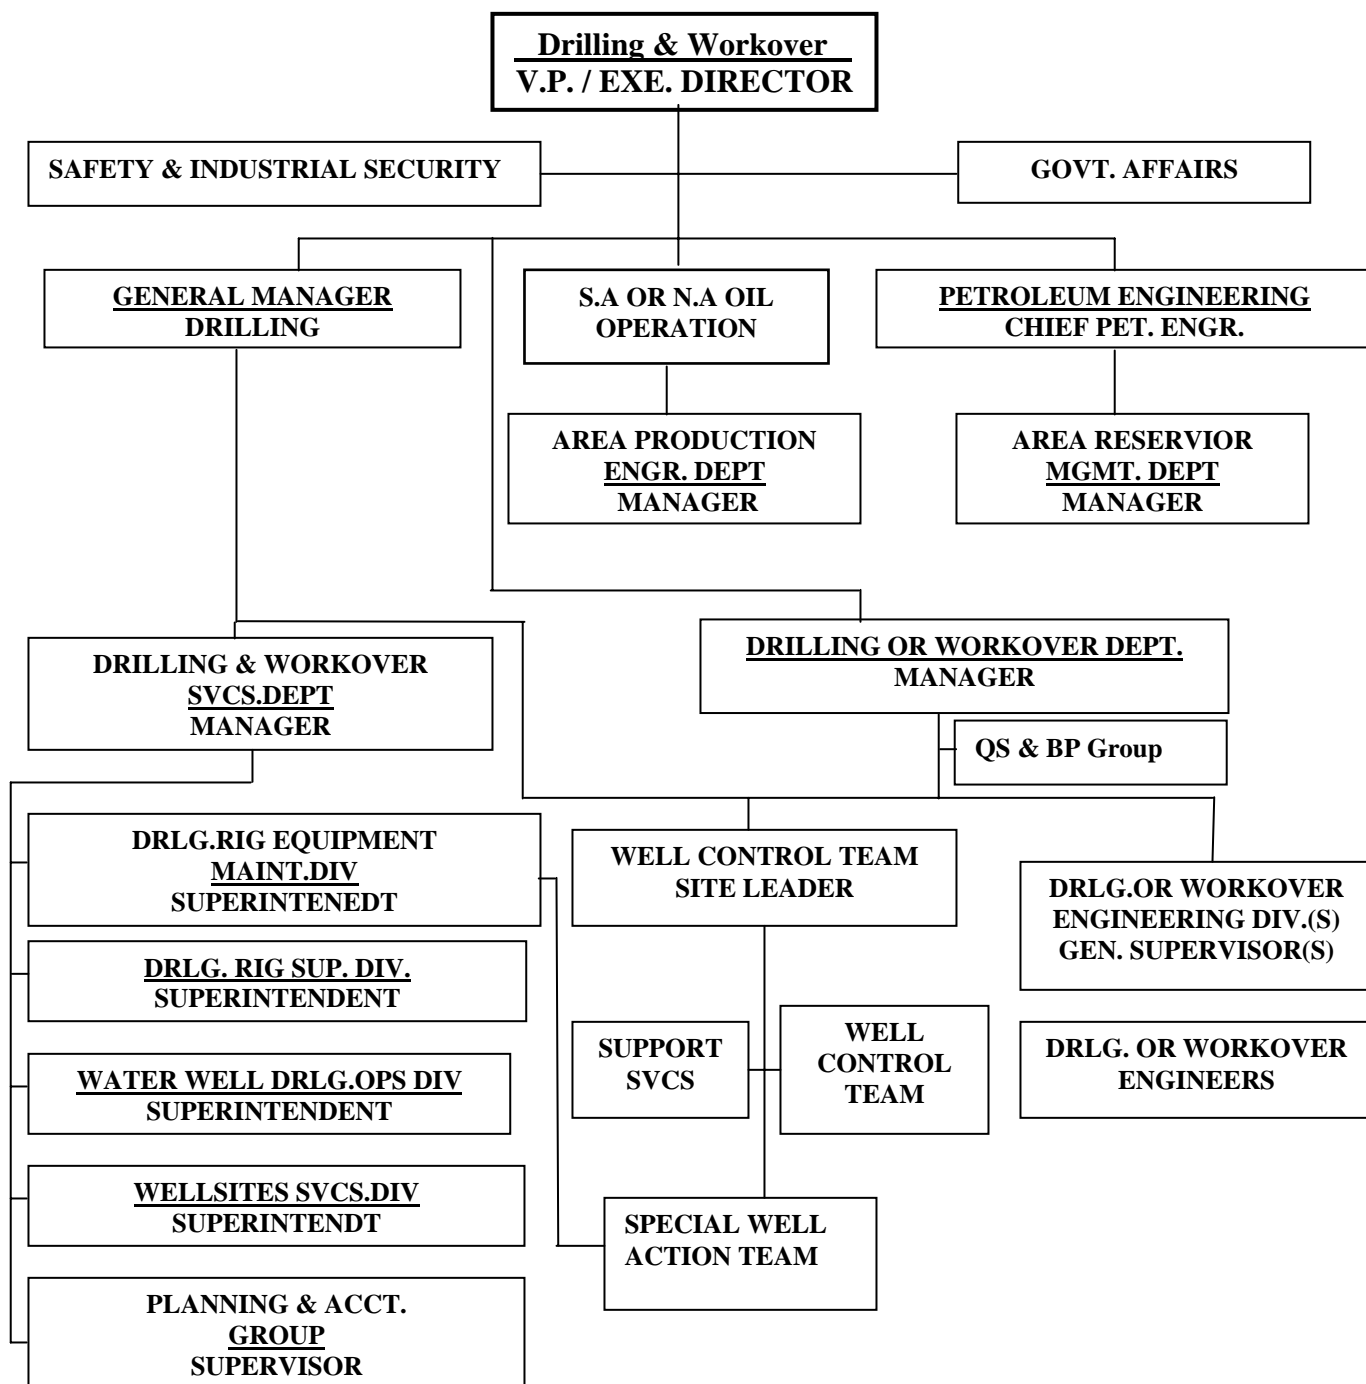 Drilling & Workover
V.P. / EXE. DIRECTOR
SAFETY & INDUSTRIAL SECURITY
GOVT. AFFAIRS
GENERAL MANAGER
DRILLING
S.A OR N.A OIL
OPERATION
PETROLEUM ENGINEERING
CHIEF PET. ENGR.
AREA PRODUCTION
ENGR. DEPT
MANAGER
AREA RESERVIOR
MGMT. DEPT
MANAGER
DRILLING & WORKOVER
SVCS.DEPT
MANAGER
DRILLING OR WORKOVER DEPT.
MANAGER
QS & BP Group
DRLG.RIG EQUIPMENT
MAINT.DIV
SUPERINTENEDT
WELL CONTROL TEAM
SITE LEADER
DRLG.OR WORKOVER
ENGINEERING DIV.(S)
GEN. SUPERVISOR(S)
DRLG. RIG SUP. DIV.
SUPERINTENDENT
SUPPORT
SVCS
WELL
CONTROL
TEAM
DRLG. OR WORKOVER
ENGINEERS
WATER WELL DRLG.OPS DIV
SUPERINTENDENT
WELLSITES SVCS.DIV
SUPERINTENDT
SPECIAL WELL
ACTION TEAM
PLANNING & ACCT.
GROUP
SUPERVISOR